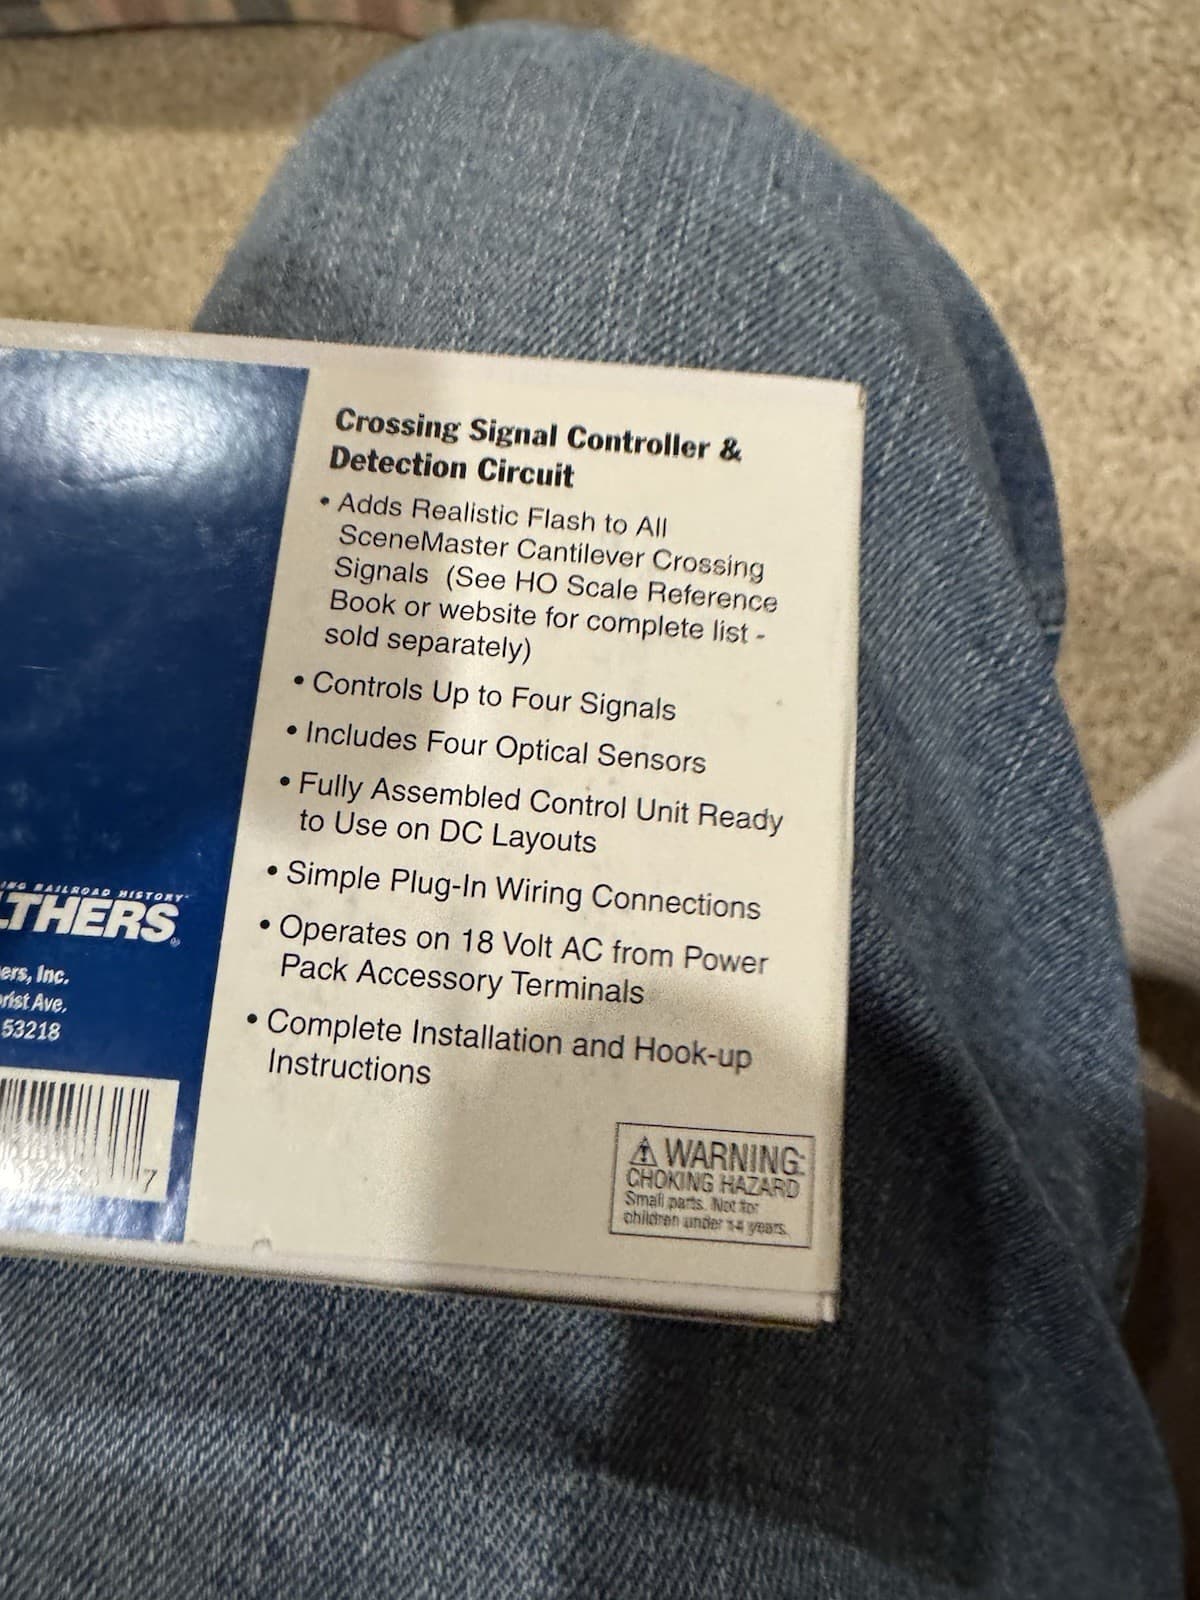 Crossing Signal Controller &
Detection Circuit
• Adds Realistic Flash to All
SceneMaster Cantilever Crossing
Signals (See HO Scale Reference
Book or website for complete list -
sold separately)
• Controls Up to Four Signals
• Includes Four Optical Sensors
• Fully Assembled Control Unit Ready
to Use on DC Layouts
• Simple Plug-In Wiring Connections
• Operates on 18 Volt AC from Power
Pack Accessory Terminals
• Complete Installation and Hook-up
Instructions
RAILROAD HISTORY
THERS®
ers, Inc.
rist Ave.
53218
7
⚠ WARNING:
CHOKING HAZARD
Small parts. Not for
children under 14 years.